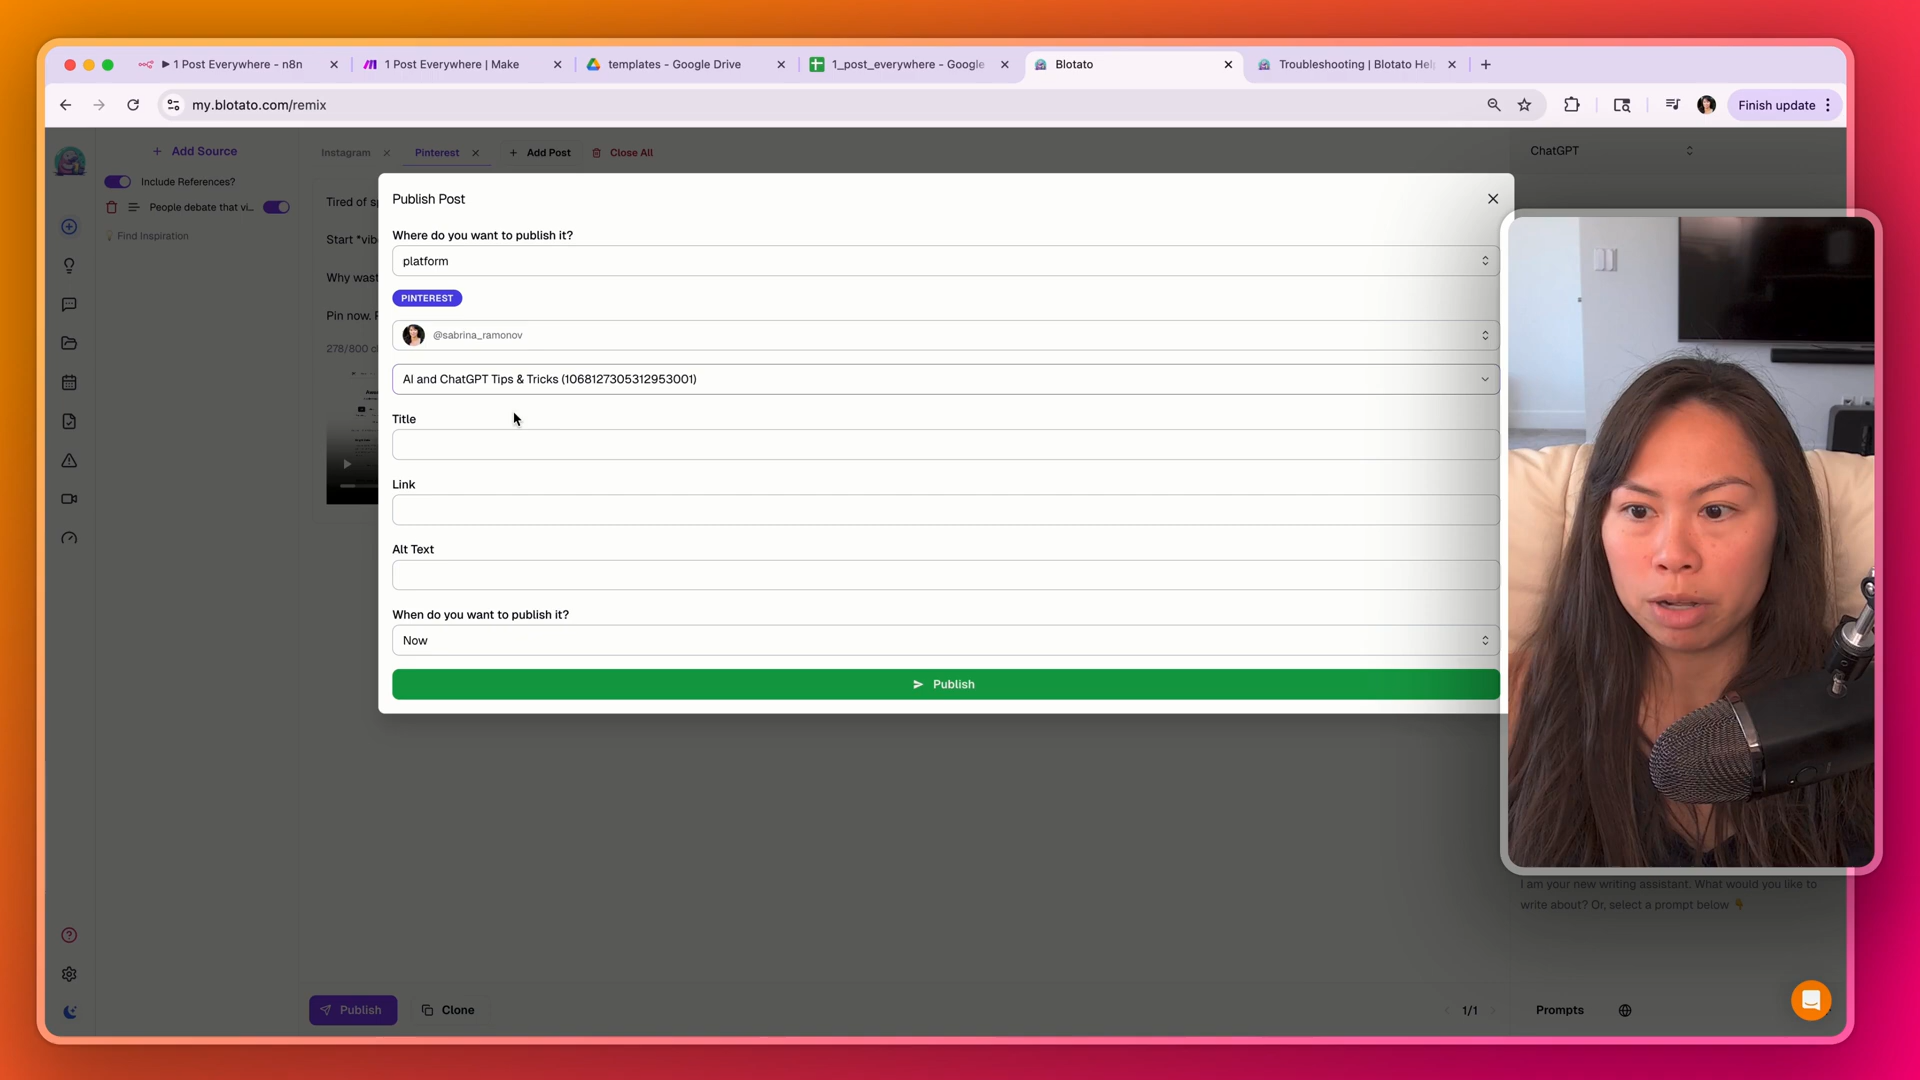 1 Post Everywhere - n8n
1 Post Everywhere | Make
templates - Google Drive
1_post_everywhere - Google
Blotato
Troubleshooting | Blotato Hel
my.blotato.com/remix
Finish update
+ Add Source
Instagram
Pinterest
+ Add Post
Close All
ChatGPT
Include References?
People debate that vi...
Find Inspiration
Tired of s
Start *vib
Why wast
Pin now. F
278/800 c
Publish Post
Where do you want to publish it?
platform
PINTEREST
@sabrina_ramonov
AI and ChatGPT Tips & Tricks (1068127305312953001)
Title
Link
Alt Text
When do you want to publish it?
Now
Publish
I am your new writing assistant. What would you like to
write about? Or, select a prompt below 👇
Publish
Clone
1/1
Prompts